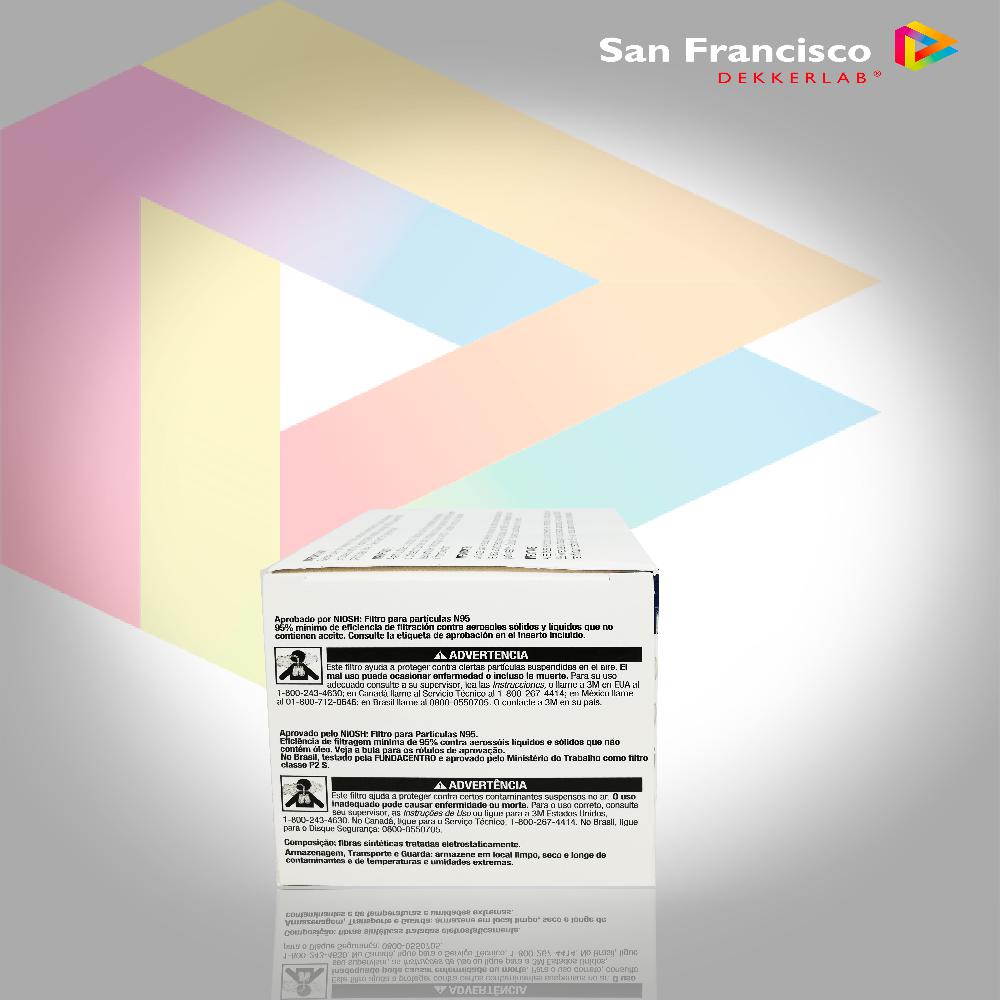 San Francisco
DEKKERLAB®
Aprobado por NIOSH: Filtro para partículas N95
95% mínimo de eficiencia de filtración contra aerosoles sólidos y líquidos que no
contienen aceite. Consulte la etiqueta de aprobación en el inserto incluido.
ADVERTENCIA
Este filtro ayuda a proteger contra ciertas partículas suspendidas en el aire. El
mal uso puede ocasionar enfermedad o incluso la muerte. Para su uso
adecuado consulte a su supervisor, lea las Instrucciones, o llame a 3M en EUA al
1-800-243-4630; en Canadá llame al Servicio Técnico al 1 800 267 4414; en México llame
al 01-800-712-0646; en Brasil llame al 0800-0550705. O contacte a 3M en su país.
Aprovado pelo NIOSH: Filtro para Partículas N95.
Eficiência de filtragem mínima de 95% contra aerossóis líquidos e sólidos que não
contêm óleo. Veja a bula para os rótulos de aprovação.
No Brasil, testado pela FUNDACENTRO e aprovado pelo Ministério do Trabalho como filtro
classe P2 S.
ADVERTÊNCIA
Este filtro ajuda a proteger contra certos contaminantes suspensos no ar. O uso
inadequado pode causar enfermidade ou morte. Para o uso correto, consulte
seu supervisor, as Instruções de Uso ou ligue para a 3M Estados Unidos,
1-800-243-4630. No Canadá, ligue para o Serviço Técnico, 1-800-267-4414. No Brasil, ligue
para o Disque Segurança: 0800-0550705.
Composição: fibras sintéticas tratadas eletrostaticamente.
Armazenagem, Transporte e Guarda: armazene em local limpo, seco e longe de
contaminantes e de temperaturas e umidades extremas.